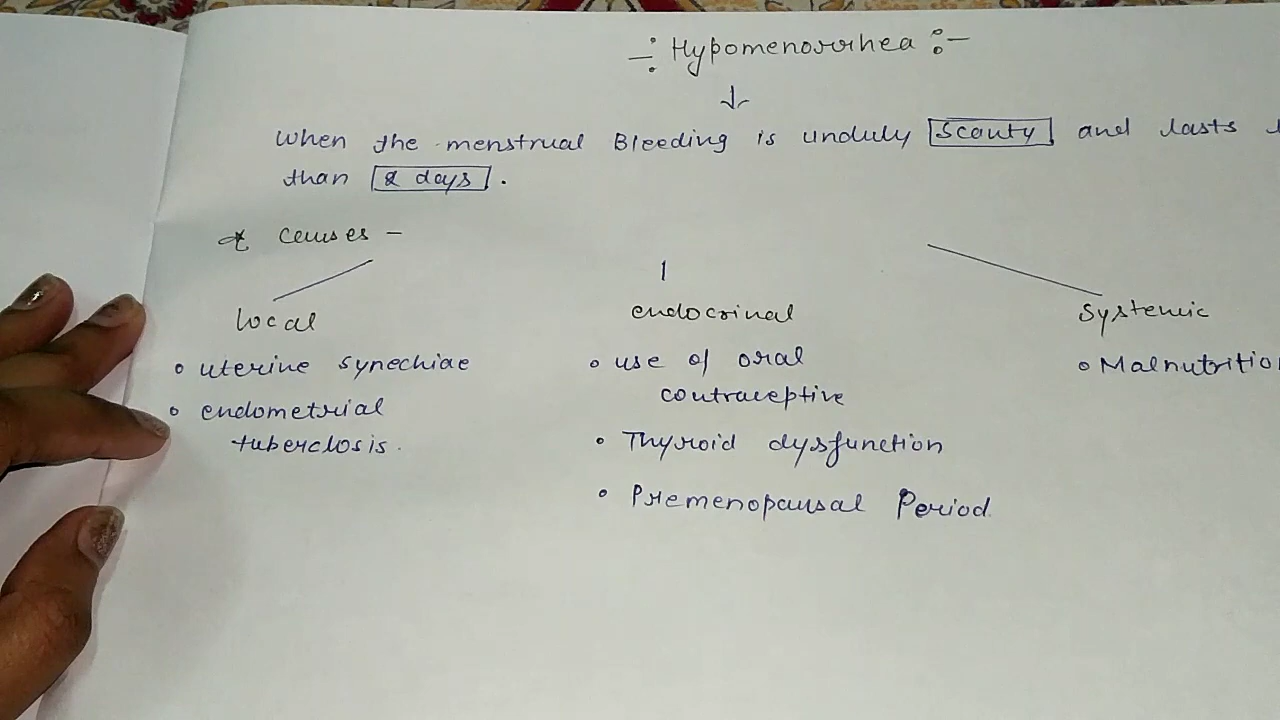 -: Hypomenorrhea :-
When the menstrual Bleeding is unduly scanty and lasts
than 2 days.
* Causes -
local
endocrinal
Systemic
• uterine synechiae
• endometrial
tuberclosis.
• use of oral
contraceptive
• Thyroid dysfunction
• Premenopausal Period.
• Malnutrition